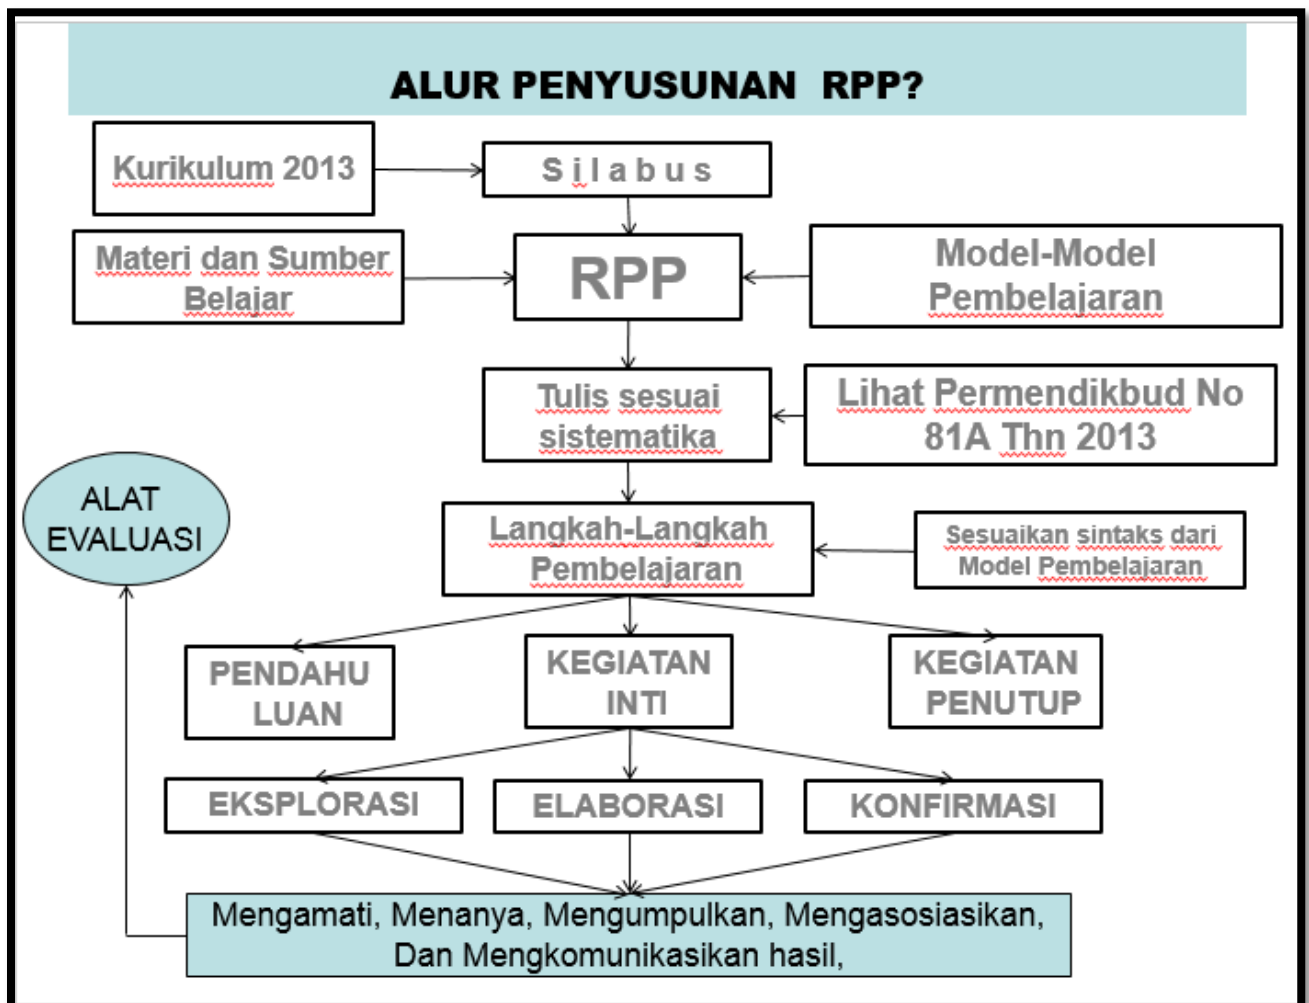 ALUR PENYUSUNAN RPP?
Kurikulum 2013
S i l a b u s
Materi dan Sumber
Belajar
RPP
Model-Model
Pembelajaran
Tulis sesuai
sistematika
Lihat Permendikbud No
81A Thn 2013
ALAT
EVALUASI
Langkah-Langkah
Pembelajaran
Sesuaikan sintaks dari
Model Pembelajaran
PENDAHU
LUAN
KEGIATAN
INTI
KEGIATAN
PENUTUP
EKSPLORASI
ELABORASI
KONFIRMASI
Mengamati, Menanya, Mengumpulkan, Mengasosiasikan,
Dan Mengkomunikasikan hasil,